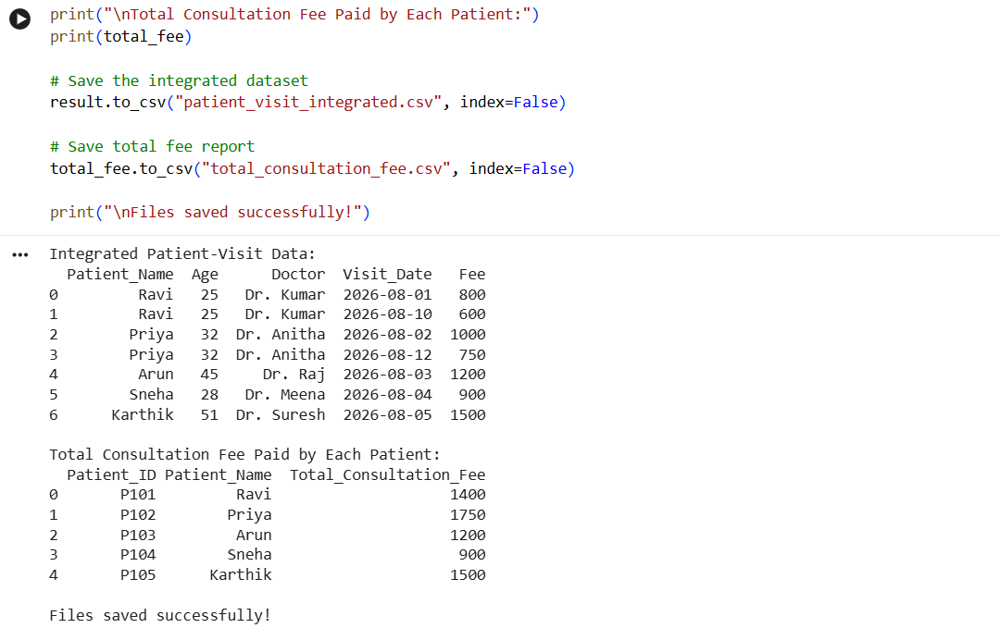 print("\nTotal Consultation Fee Paid by Each Patient:")
print(total_fee)
# Save the integrated dataset
result.to_csv("patient_visit_integrated.csv", index=False)
# Save total fee report
total_fee.to_csv("total_consultation_fee.csv", index=False)
print("\nFiles saved successfully!")
Integrated Patient-Visit Data:
  Patient_Name  Age      Doctor  Visit_Date   Fee
0         Ravi   25   Dr. Kumar  2026-08-01   800
1         Ravi   25   Dr. Kumar  2026-08-10   600
2        Priya   32  Dr. Anitha  2026-08-02  1000
3        Priya   32  Dr. Anitha  2026-08-12   750
4         Arun   45     Dr. Raj  2026-08-03  1200
5        Sneha   28   Dr. Meena  2026-08-04   900
6      Karthik   51  Dr. Suresh  2026-08-05  1500
Total Consultation Fee Paid by Each Patient:
  Patient_ID Patient_Name  Total_Consultation_Fee
0       P101         Ravi                    1400
1       P102        Priya                    1750
2       P103         Arun                    1200
3       P104        Sneha                     900
4       P105      Karthik                    1500
Files saved successfully!